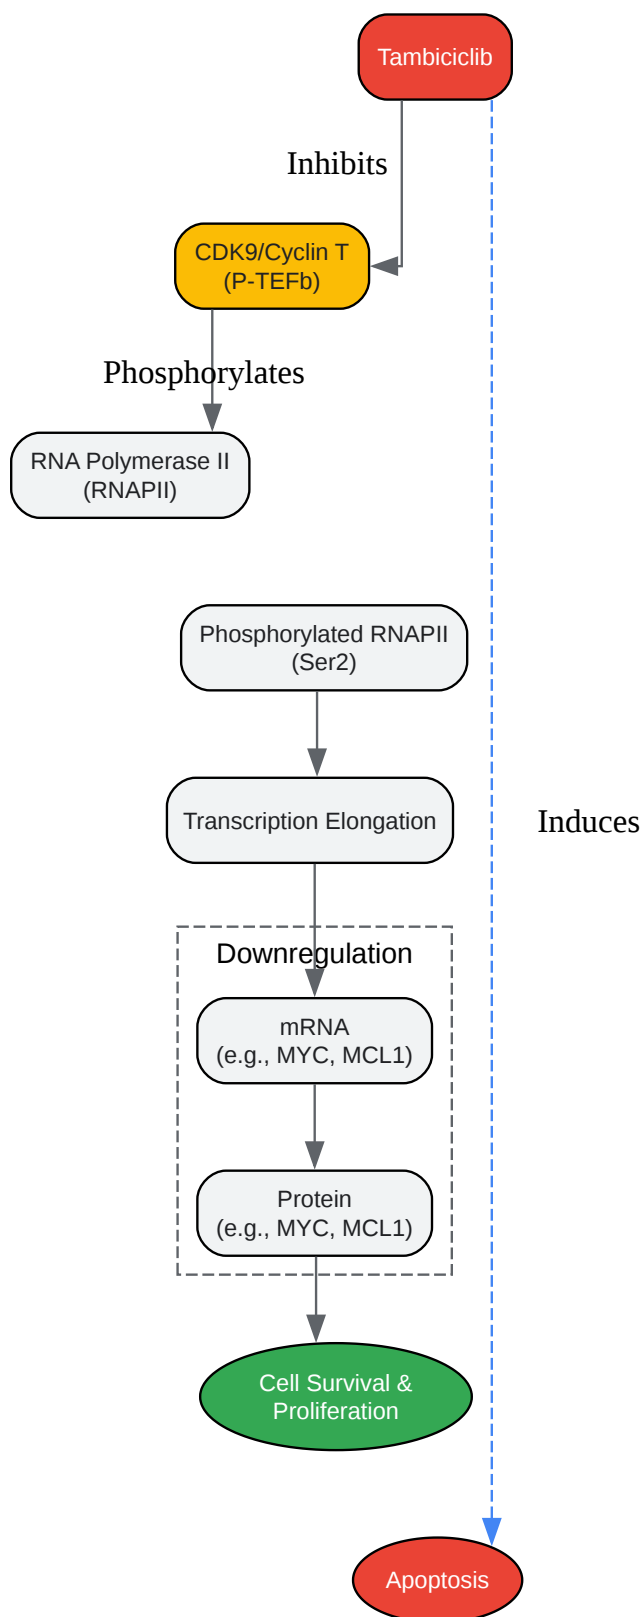 Tambiciclib
Inhibits
CDK9/Cyclin T
(P-TEFb)
Phosphorylates
RNA Polymerase II
(RNAPII)
Phosphorylated RNAPII
(Ser2)
Transcription Elongation
Induces
Downregulation
mRNA
(e.g., MYC, MCL1)
Protein
(e.g., MYC, MCL1)
Cell Survival &
Proliferation
Apoptosis